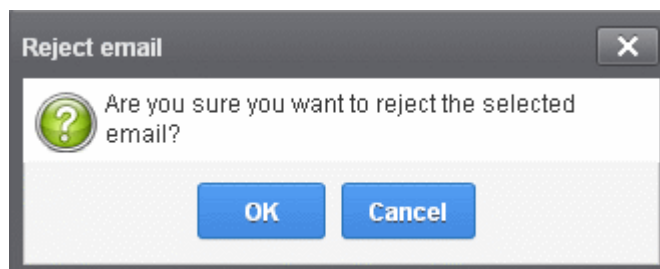 Reject email
Are you sure you want to reject the selected
email?
OK
Cancel